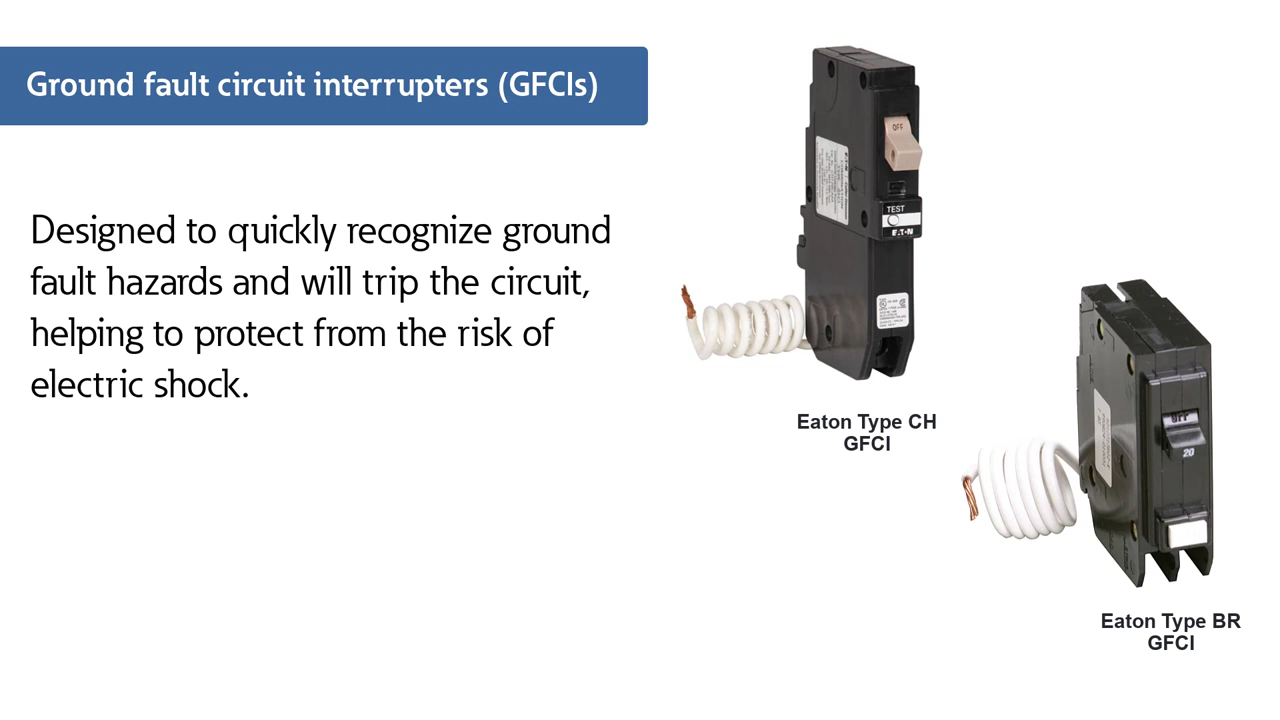 Ground fault circuit interrupters (GFCIs)
Designed to quickly recognize ground
fault hazards and will trip the circuit,
helping to protect from the risk of
electric shock.
OFF
TEST
EATON
Eaton Type CH
GFCI
OFF
20
Eaton Type BR
GFCI